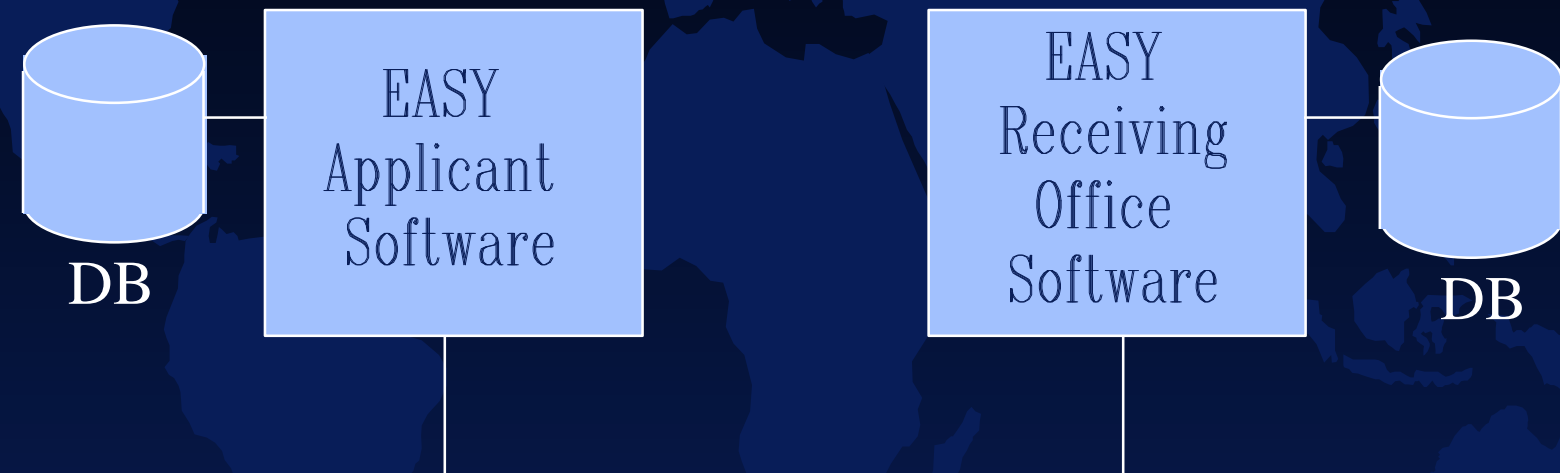 EASY
Applicant
Software
DB
EASY
Receiving
Office
Software
DB